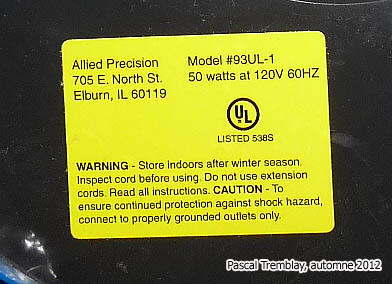 Allied Precision Model #93UL-1
705 E. North St. 50 watts at 120V 60HZ
Elburn, IL 60119
UL
LISTED 538S
WARNING - Store indoors after winter season.
Inspect cord before using. Do not use extension
cords. Read all instructions. CAUTION - To
ensure continued protection against shock hazard,
connect to properly grounded outlets only.
Pascal Tremblay, automne 2012